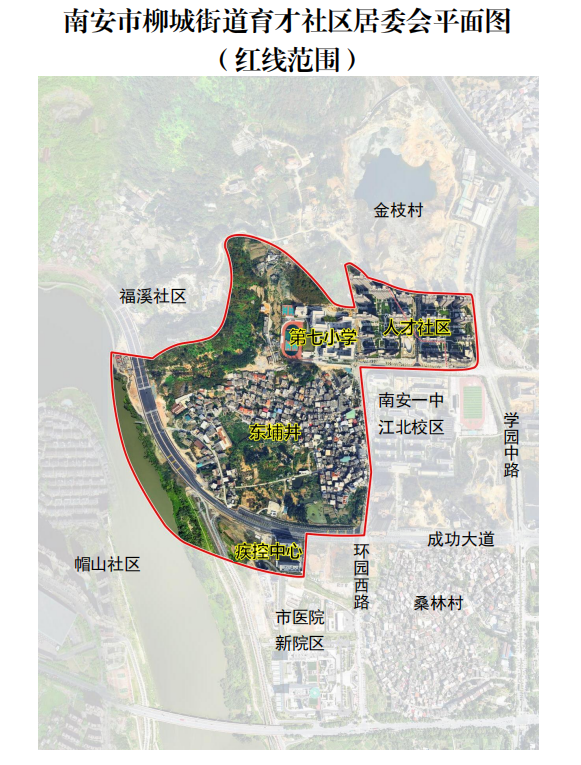 南安市柳城街道育才社区居委会平面图
（红线范围）
金枝村
福溪社区
第七小学
人才社区
南安一中
江北校区
学园中路
东埔井
成功大道
疾控中心
环园西路
帽山社区
桑林村
市医院
新院区